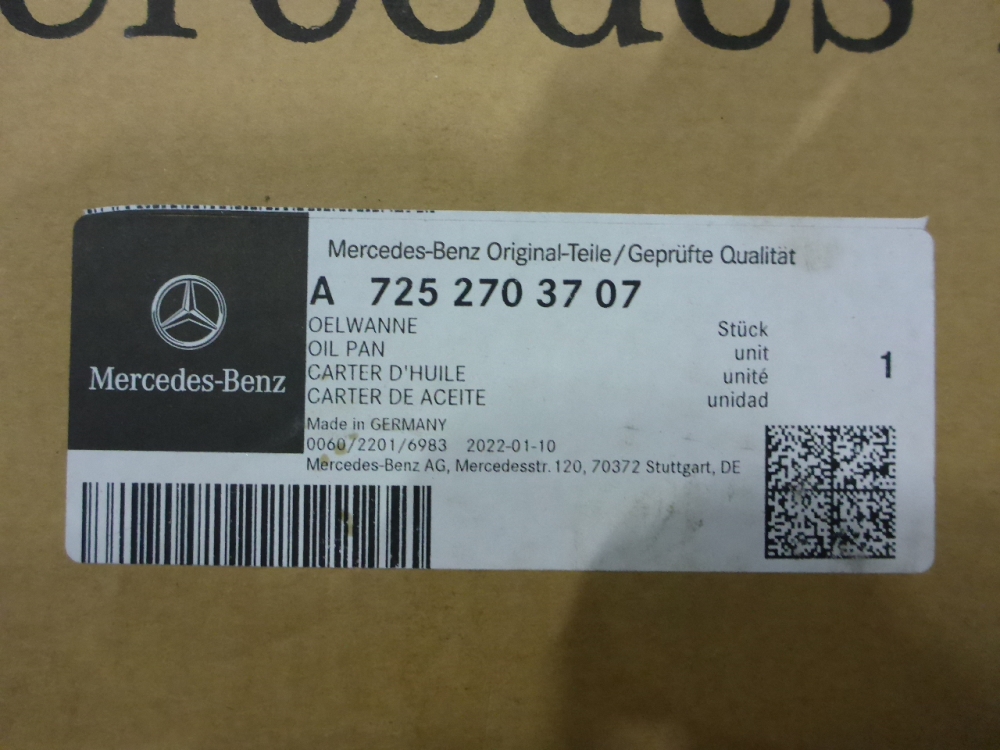 Mercedes-Benz Original-Teile/Geprüfte Qualität
A 725 270 37 07
OELWANNE
OIL PAN
CARTER D'HUILE
CARTER DE ACEITE
Stück
unit
unité
unidad
1
Mercedes-Benz
Made in GERMANY
0060/2201/6983 2022-01-10
Mercedes-Benz AG, Mercedesstr. 120, 70372 Stuttgart, DE